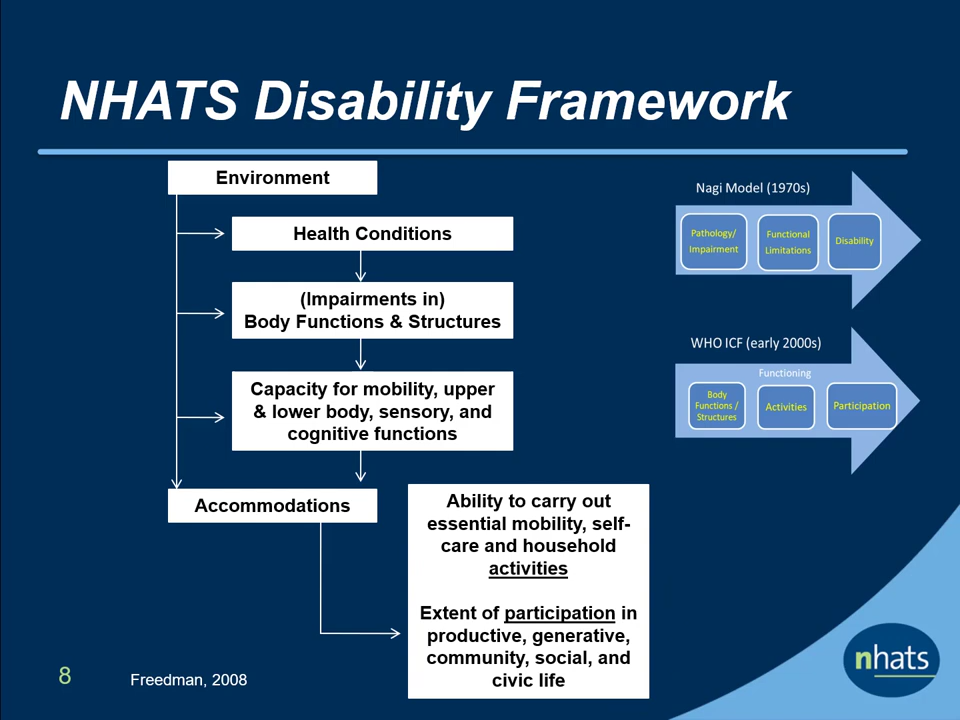 NHATS Disability Framework
Environment
Health Conditions
(Impairments in)
Body Functions & Structures
Capacity for mobility, upper
& lower body, sensory, and
cognitive functions
Accommodations
Ability to carry out
essential mobility, self-
care and household
activities
Extent of participation in
productive, generative,
community, social, and
civic life
Nagi Model (1970s)
Pathology/
Impairment
Functional
Limitations
Disability
WHO ICF (early 2000s)
Functioning
Body
Functions /
Structures
Activities
Participation
8
Freedman, 2008
nhats